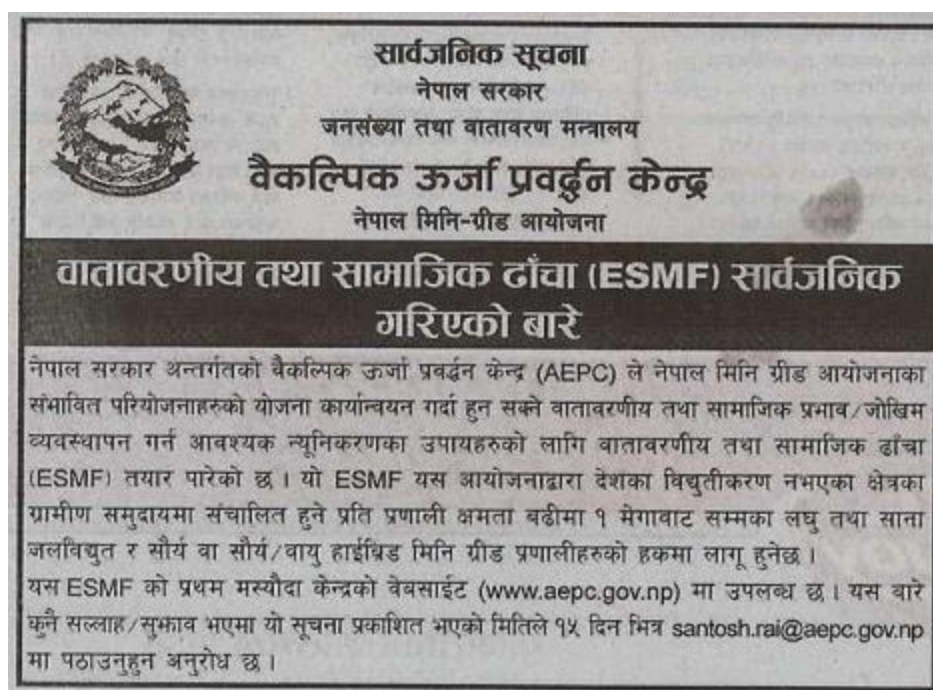 सार्वजनिक सूचना
नेपाल सरकार
जनसंख्या तथा वातावरण मन्त्रालय
वैकल्पिक ऊर्जा प्रवर्द्धन केन्द्र
नेपाल मिनि-ग्रीड आयोजना
वातावरणीय तथा सामाजिक ढाँचा (ESMF) सार्वजनिक
गरिएको बारे
नेपाल सरकार अन्तर्गतको वैकल्पिक ऊर्जा प्रवर्द्धन केन्द्र (AEPC) ले नेपाल मिनि ग्रीड आयोजनाका
संभावित परियोजनाहरुको योजना कार्यान्वयन गर्दा हुन सक्ने वातावरणीय तथा सामाजिक प्रभाव/जोखिम
व्यवस्थापन गर्न आवश्यक न्यूनिकरणका उपायहरुको लागि वातावरणीय तथा सामाजिक ढाँचा
(ESMF) तयार पारेको छ । यो ESMF यस आयोजनाद्वारा देशका विद्युतीकरण नभएका क्षेत्रका
ग्रामीण समुदायमा संचालित हुने प्रति प्रणाली क्षमता बढीमा १ मेगावाट सम्मका लघु तथा साना
जलविद्युत र सौर्य वा सौर्य/वायु हाईब्रिड मिनि ग्रीड प्रणालीहरुको हकमा लागू हुनेछ ।
यस ESMF को प्रथम मस्यौदा केन्द्रको वेबसाईट (www.aepc.gov.np) मा उपलब्ध छ । यस बारे
कुनै सल्लाह/सुझाव भएमा यो सूचना प्रकाशित भएको मितिले १५ दिन भित्र santosh.rai@aepc.gov.np
मा पठाउनुहुन अनुरोध छ ।